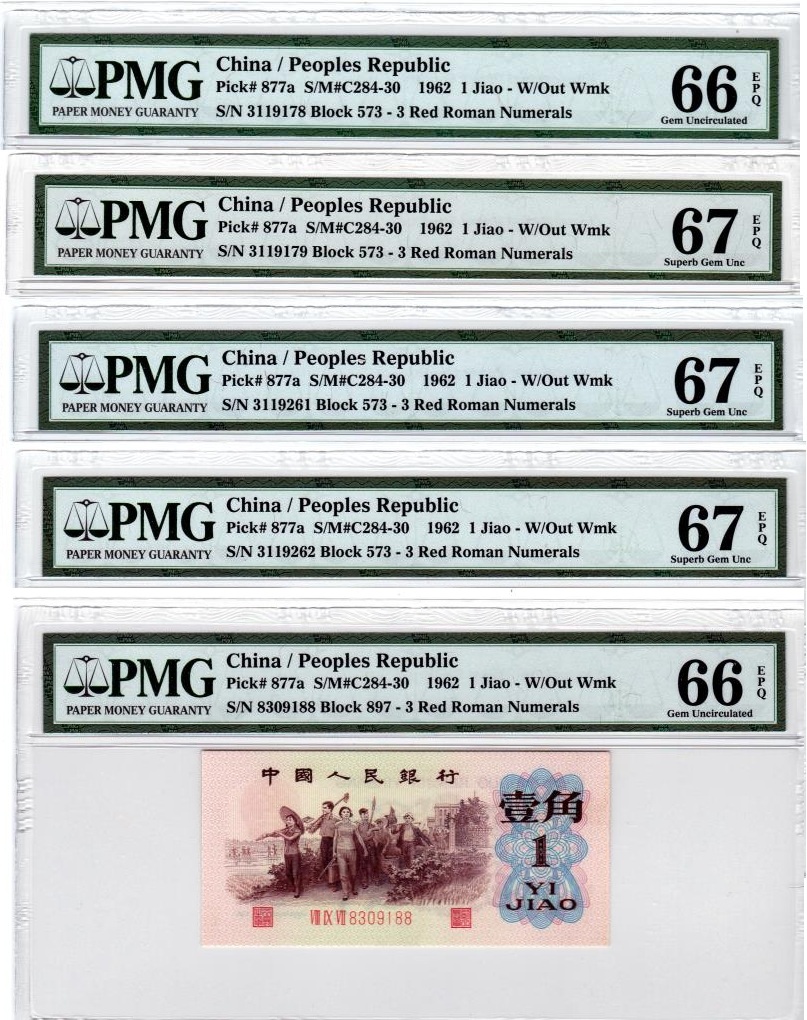 PMG
PAPER MONEY GUARANTY
China / Peoples Republic
Pick# 877a S/M#C284-30 1962 1 Jiao - W/Out Wmk
S/N 3119178 Block 573 - 3 Red Roman Numerals
66 EPQ
Gem Uncirculated
PMG
PAPER MONEY GUARANTY
China / Peoples Republic
Pick# 877a S/M#C284-30 1962 1 Jiao - W/Out Wmk
S/N 3119179 Block 573 - 3 Red Roman Numerals
67 EPQ
Superb Gem Unc
PMG
PAPER MONEY GUARANTY
China / Peoples Republic
Pick# 877a S/M#C284-30 1962 1 Jiao - W/Out Wmk
S/N 3119261 Block 573 - 3 Red Roman Numerals
67 EPQ
Superb Gem Unc
PMG
PAPER MONEY GUARANTY
China / Peoples Republic
Pick# 877a S/M#C284-30 1962 1 Jiao - W/Out Wmk
S/N 3119262 Block 573 - 3 Red Roman Numerals
67 EPQ
Superb Gem Unc
PMG
PAPER MONEY GUARANTY
China / Peoples Republic
Pick# 877a S/M#C284-30 1962 1 Jiao - W/Out Wmk
S/N 8309188 Block 897 - 3 Red Roman Numerals
66 EPQ
Gem Uncirculated
中國人民銀行
壹角
1
YI
JIAO
VIII IX VII 8309188